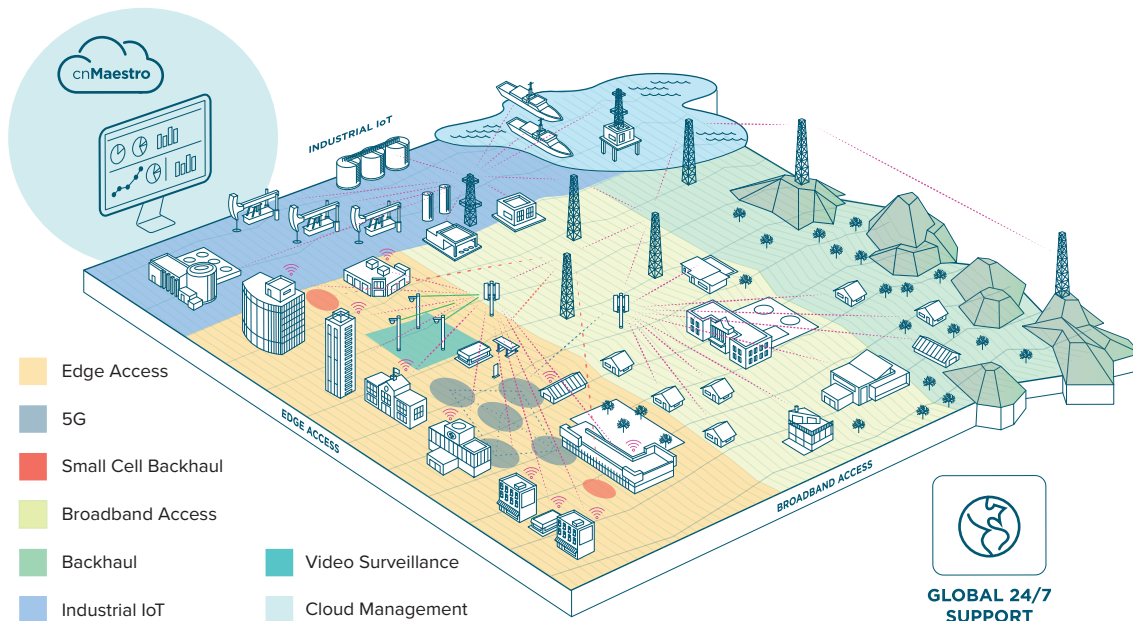 cnMaestro
INDUSTRIAL IoT
EDGE ACCESS
BROADBAND ACCESS
Edge Access
5G
Small Cell Backhaul
Broadband Access
Backhaul
Industrial IoT
Video Surveillance
Cloud Management
GLOBAL 24/7
SUPPORT